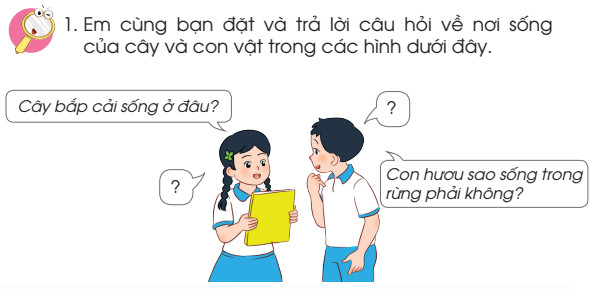 1. Em cùng bạn đặt và trả lời câu hỏi về nơi sống
của cây và con vật trong các hình dưới đây.
Cây bắp cải sống ở đâu?
?
?
Con hươu sao sống trong
rừng phải không?